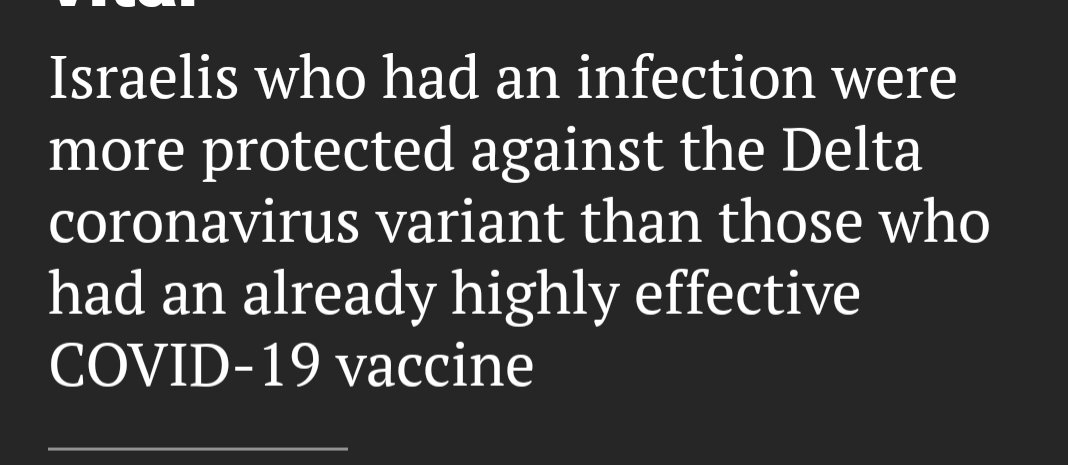 Israelis who had an infection were
more protected against the Delta
coronavirus variant than those who
had an already highly effective
COVID-19 vaccine